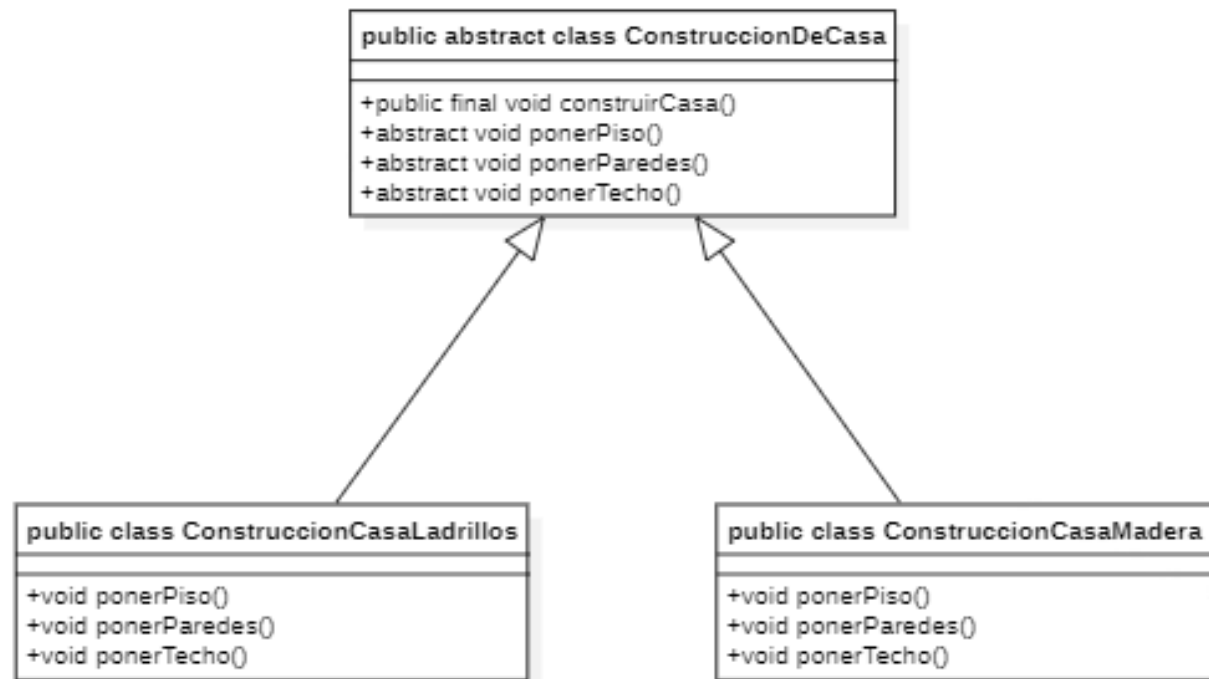 public abstract class ConstruccionDeCasa
+public final void construirCasa()
+abstract void ponerPiso()
+abstract void ponerParedes()
+abstract void ponerTecho()
public class ConstruccionCasaLadrillos
+void ponerPiso()
+void ponerParedes()
+void ponerTecho()
public class ConstruccionCasaMadera
+void ponerPiso()
+void ponerParedes()
+void ponerTecho()